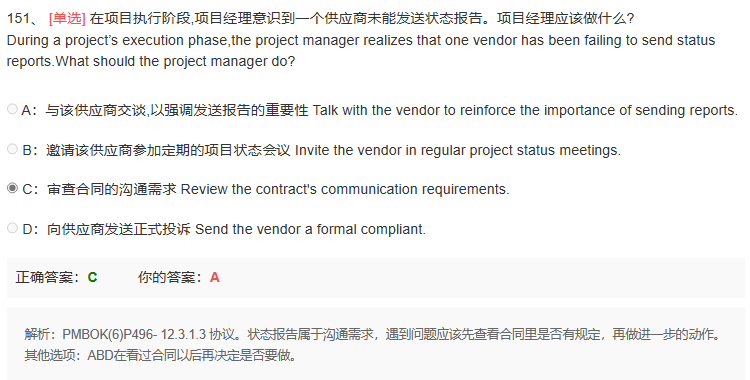 151、 [单选] 在项目执行阶段,项目经理意识到一个供应商未能发送状态报告。项目经理应该做什么?
During a project’s execution phase,the project manager realizes that one vendor has been failing to send status
reports.What should the project manager do?
A：与该供应商交谈,以强调发送报告的重要性 Talk with the vendor to reinforce the importance of sending reports.
B：邀请该供应商参加定期的项目状态会议 Invite the vendor in regular project status meetings.
C：审查合同的沟通需求 Review the contract's communication requirements.
D：向供应商发送正式投诉 Send the vendor a formal compliant.
正确答案：C 你的答案：A
解析：PMBOK(6)P496- 12.3.1.3 协议。状态报告属于沟通需求，遇到问题应该先查看合同里是否有规定，再做进一步的动作。
其他选项：ABD在看过合同以后再决定是否要做。